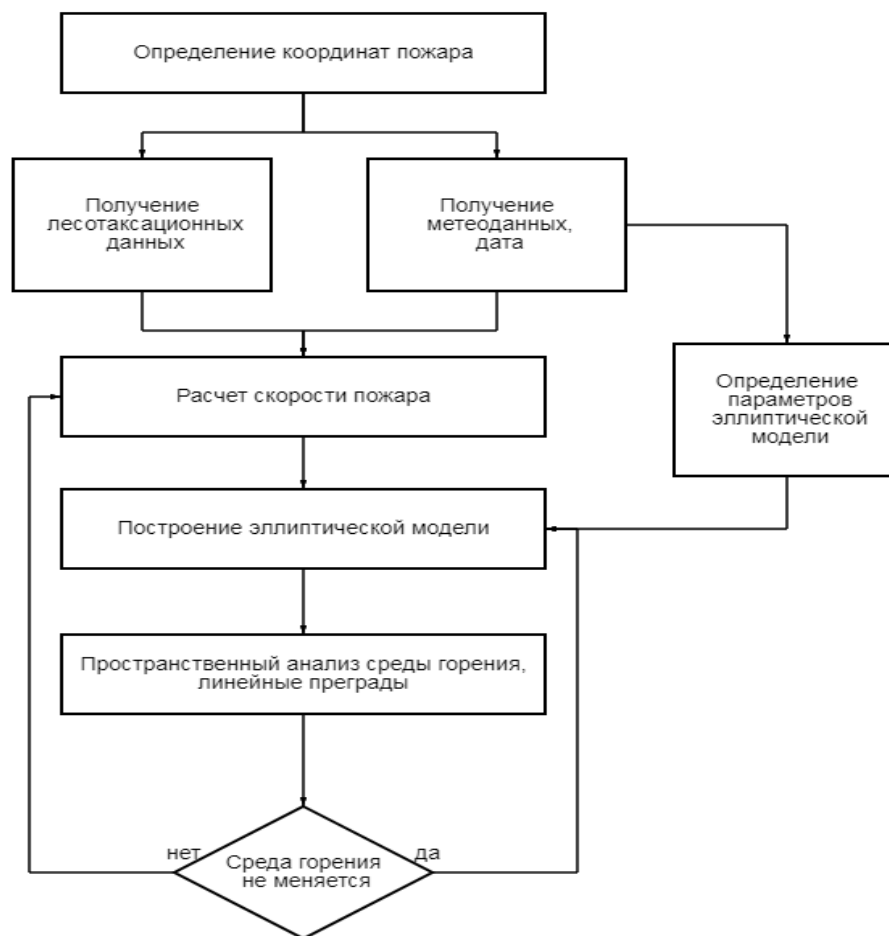 Определение координат пожара
Получение
лесотаксационных
данных
Получение
метеоданных,
дата
Расчет скорости пожара
Определение
параметров
эллиптической
модели
Построение эллиптической модели
Пространственный анализ среды горения,
линейные преграды
нет
да
Среда горения
не меняется